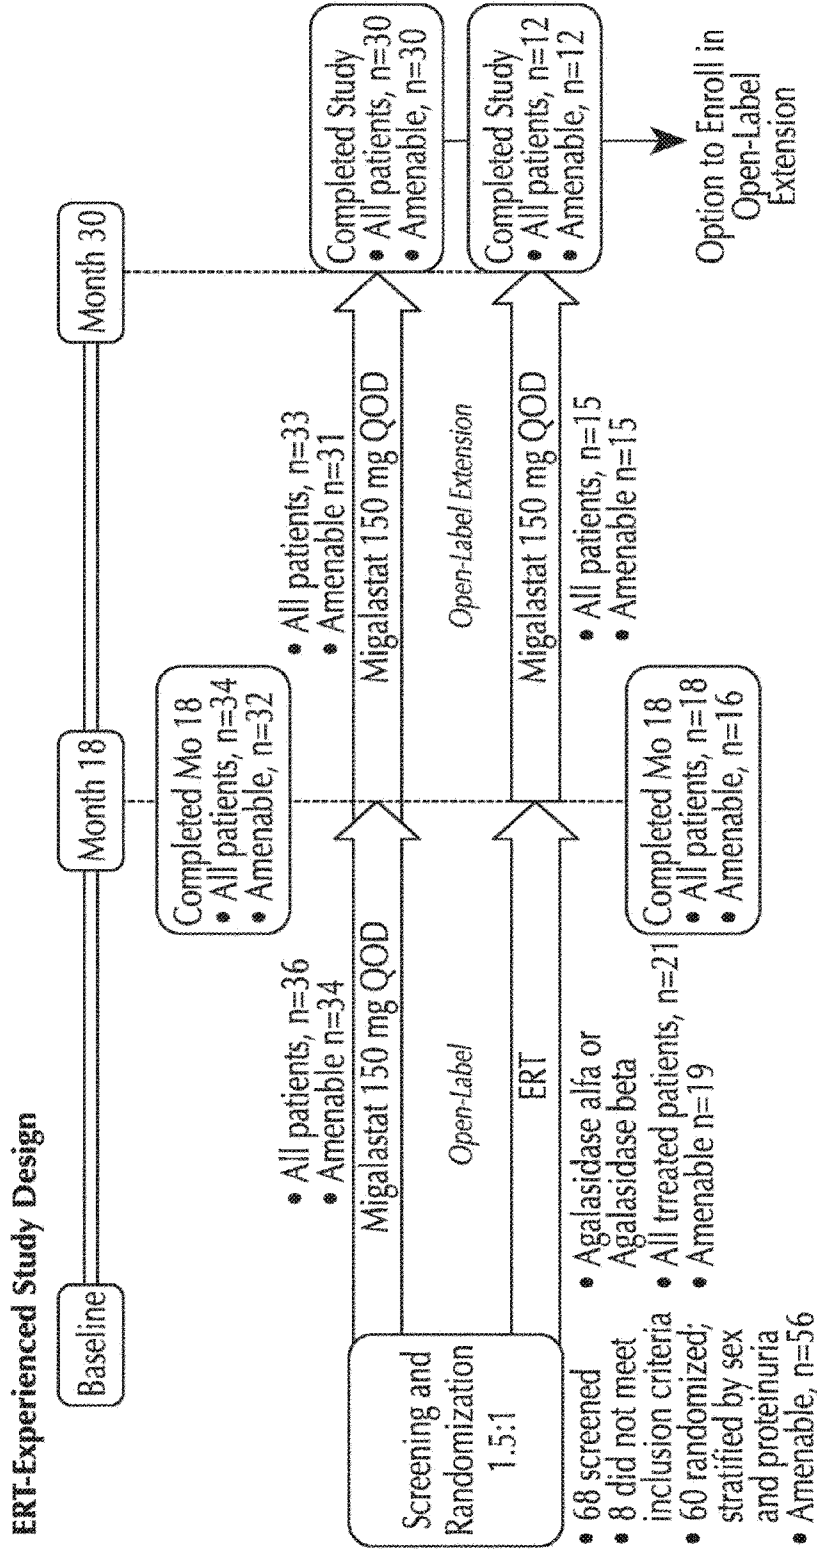 ERT-Experienced Study Design
Baseline
Month 18
Month 30
Completed Mo 18
• All patients, n=34
• Amenable, n=32
• All patients, n=36
• Amenable n=34
Migalastat 150 mg QOD
• All patients, n=33
• Amenable n=31
Migalastat 150 mg QOD
Completed Study
• All patients, n=30
• Amenable, n=30
Screening and
Randomization
1.5:1
Open-Label
Open-Label Extension
ERT
Migalastat 150 mg QOD
Completed Study
• All patients, n=12
• Amenable, n=12
• 68 screened
• 8 did not meet
inclusion criteria
• 60 randomized;
stratified by sex
and proteinuria
• Amenable, n=56
• Agalasidase alfa or
Agalasidase beta
• All trreated patients, n=21
• Amenable n=19
Completed Mo 18
• All patients, n=18
• Amenable, n=16
• All patients, n=15
• Amenable n=15
Option to Enroll in
Open-Label
Extension